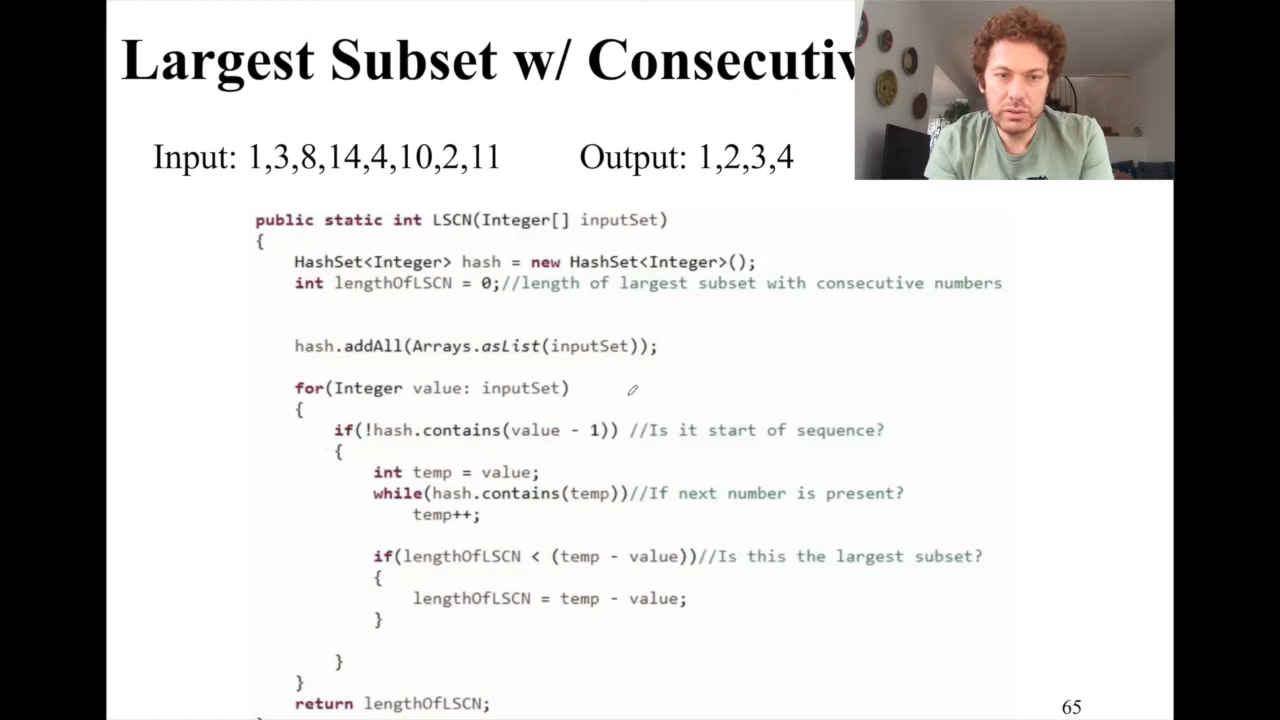 Largest Subset w/ Consecutiv
Input: 1,3,8,14,4,10,2,11
Output: 1,2,3,4
public static int LSCN(Integer[] inputSet)
{
HashSet<Integer> hash = new HashSet<Integer>();
int lengthOfLSCN = 0;//length of largest subset with consecutive numbers
hash.addAll(Arrays.asList(inputSet));
for(Integer value: inputSet)
{
if(!hash.contains(value - 1)) //Is it start of sequence?
{
int temp = value;
while(hash.contains(temp))//If next number is present?
temp++;
if(lengthOfLSCN < (temp - value))//Is this the largest subset?
{
lengthOfLSCN = temp - value;
}
}
}
return lengthOfLSCN;
65